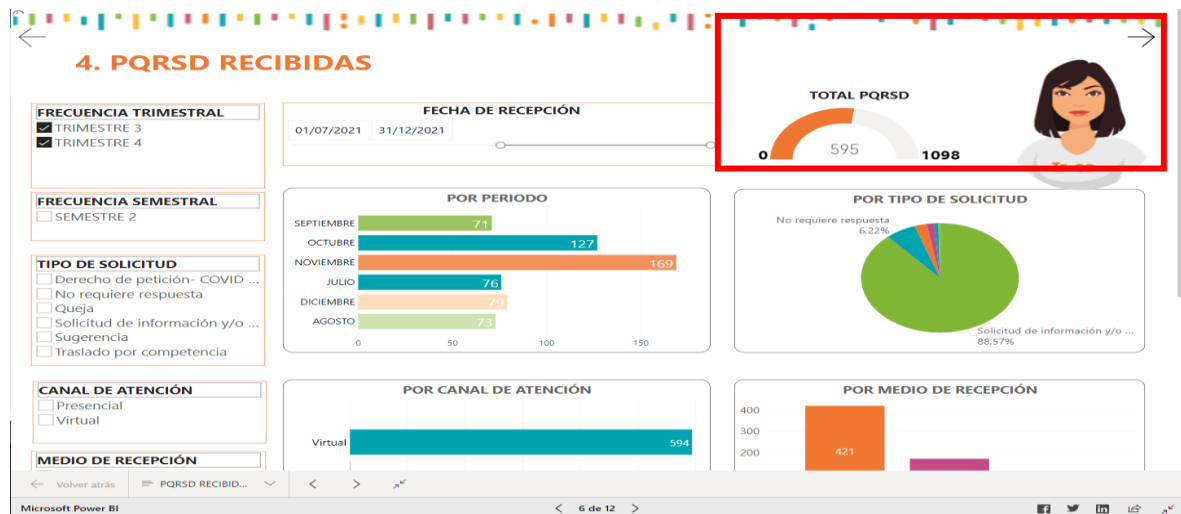 4. PQRSD RECIBIDAS
FRECUENCIA TRIMESTRAL
TRIMESTRE 3
TRIMESTRE 4
FECHA DE RECEPCIÓN
01/07/2021 31/12/2021
TOTAL PQRSD
595
0
1098
FRECUENCIA SEMESTRAL
SEMESTRE 2
TIPO DE SOLICITUD
Derecho de petición- COVID ...
No requiere respuesta
Queja
Solicitud de información y/o ...
Sugerencia
Traslado por competencia
POR PERIODO
SEPTIEMBRE 71
OCTUBRE 127
NOVIEMBRE 169
JULIO 76
DICIEMBRE 79
AGOSTO 73
0 50 100 150
POR TIPO DE SOLICITUD
No requiere respuesta
6.22%
Solicitud de información y/o ...
88.57%
CANAL DE ATENCIÓN
Presencial
Virtual
MEDIO DE RECEPCIÓN
POR CANAL DE ATENCIÓN
Virtual 594
POR MEDIO DE RECEPCIÓN
400
300
200
421
Volver atrás
PQRSD RECIBID...
Microsoft Power BI
6 de 12